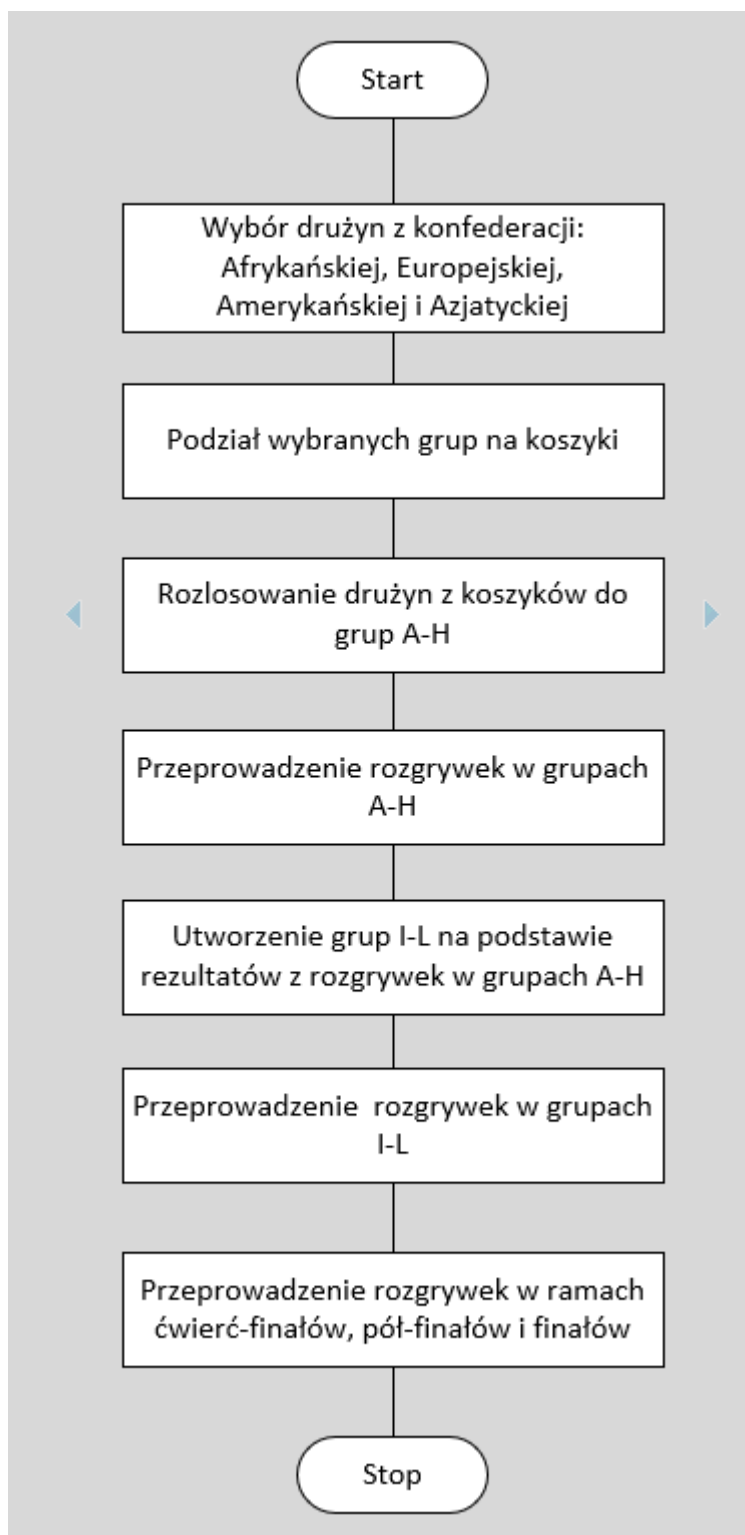 Start
Wybór drużyn z konfederacji:
Afrykańskiej, Europejskiej,
Amerykańskiej i Azjatyckiej
Podział wybranych grup na koszyki
Rozlosowanie drużyn z koszyków do
grup A-H
Przeprowadzenie rozgrywek w grupach
A-H
Utworzenie grup I-L na podstawie
rezultatów z rozgrywek w grupach A-H
Przeprowadzenie  rozgrywek w grupach
I-L
Przeprowadzenie rozgrywek w ramach
ćwierć-finałów, pół-finałów i finałów
Stop